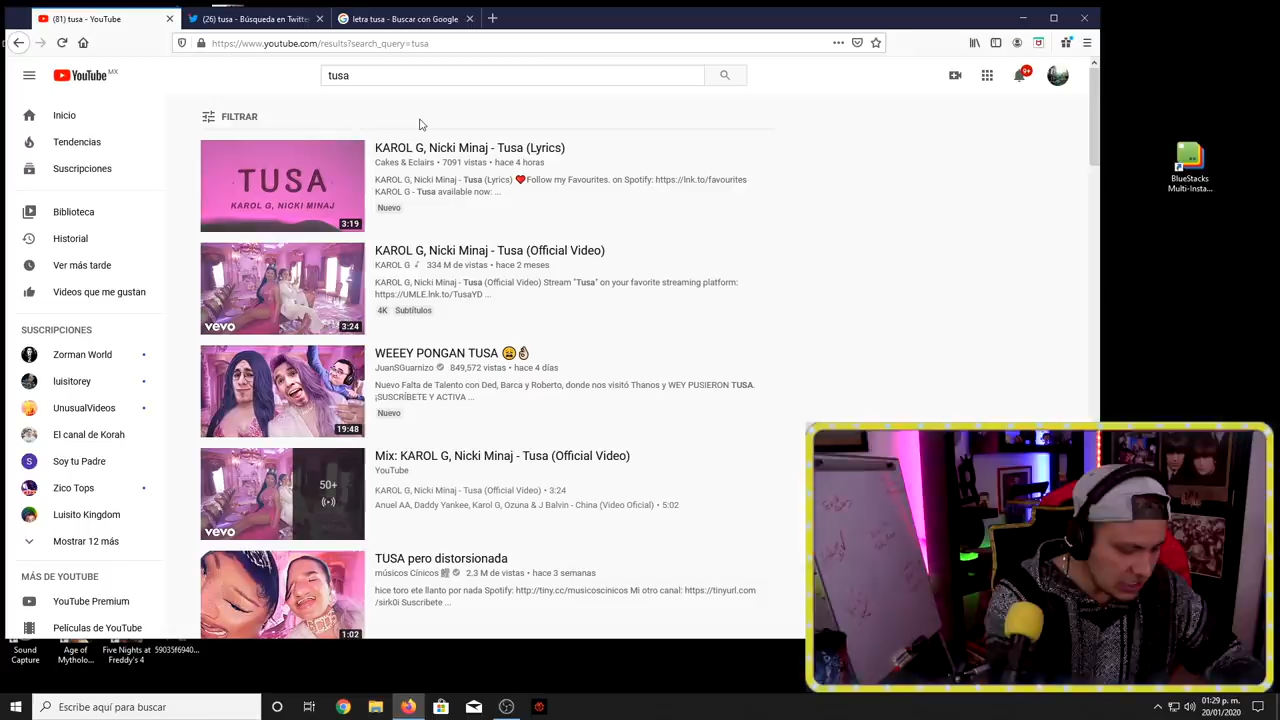 (81) tusa - YouTube
(26) tusa - Búsqueda en Twitte
letra tusa - Buscar con Google
https://www.youtube.com/results?search_query=tusa
YouTube MX
tusa
9+
Inicio
Tendencias
Suscripciones
Biblioteca
Historial
Ver más tarde
Videos que me gustan
SUSCRIPCIONES
Zorman World
luisitorey
UnusualVideos
El canal de Korah
Soy tu Padre
Zico Tops
Luisito Kingdom
Mostrar 12 más
MÁS DE YOUTUBE
YouTube Premium
Películas de YouTube
FILTRAR
TUSA
KAROL G, NICKI MINAJ
3:19
KAROL G, Nicki Minaj - Tusa (Lyrics)
Cakes & Eclairs • 7091 vistas • hace 4 horas
KAROL G, Nicki Minaj - Tusa (Lyrics) ❤️Follow my Favourites. on Spotify: https://lnk.to/favourites
KAROL G - Tusa available now: ...
Nuevo
vevo
3:24
KAROL G, Nicki Minaj - Tusa (Official Video)
KAROL G 334 M de vistas • hace 2 meses
KAROL G, Nicki Minaj - Tusa (Official Video) Stream "Tusa" on your favorite streaming platform:
https://UMLE.lnk.to/TusaYD ...
4K Subtítulos
19:48
WEEEY PONGAN TUSA 😩👌
JuanSGuarnizo 849,572 vistas • hace 4 días
Nuevo Falta de Talento con Ded, Barca y Roberto, donde nos visitó Thanos y WEY PUSIERON TUSA.
¡SUSCRÍBETE Y ACTIVA ...
Nuevo
50+
vevo
Mix: KAROL G, Nicki Minaj - Tusa (Official Video)
YouTube
KAROL G, Nicki Minaj - Tusa (Official Video) • 3:24
Anuel AA, Daddy Yankee, Karol G, Ozuna & J Balvin - China (Video Oficial) • 5:02
1:02
TUSA pero distorsionada
músicos Cínicos 2.3 M de vistas • hace 3 semanas
hice toro ete llanto por nada Spotify: http://tiny.cc/musicoscinicos Mi otro canal: https://tinyurl.com
/sirk0i Suscribete ...
BlueStacks
Multi-Insta...
Sound
Capture
Age of
Mytholo...
Five Nights at
Freddy's 4
59035f6940...
Escribe aquí para buscar
01:29 p. m.
20/01/2020